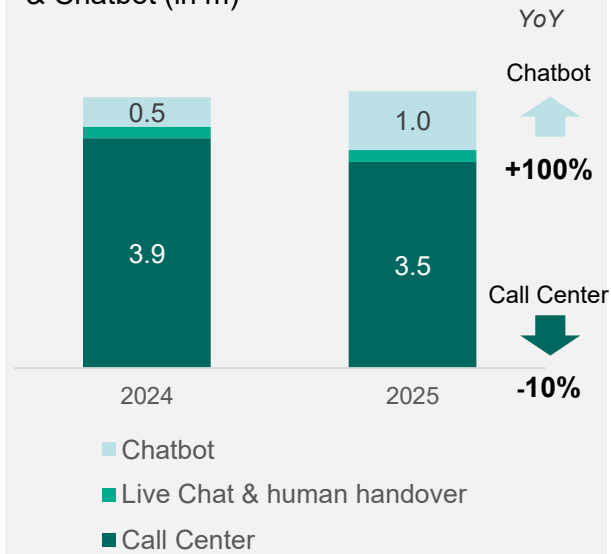 & Chatbot (in m)
YoY
Chatbot
0.5
1.0
+100%
3.9
3.5
Call Center
2024
2025
-10%
Chatbot
Live Chat & human handover
Call Center